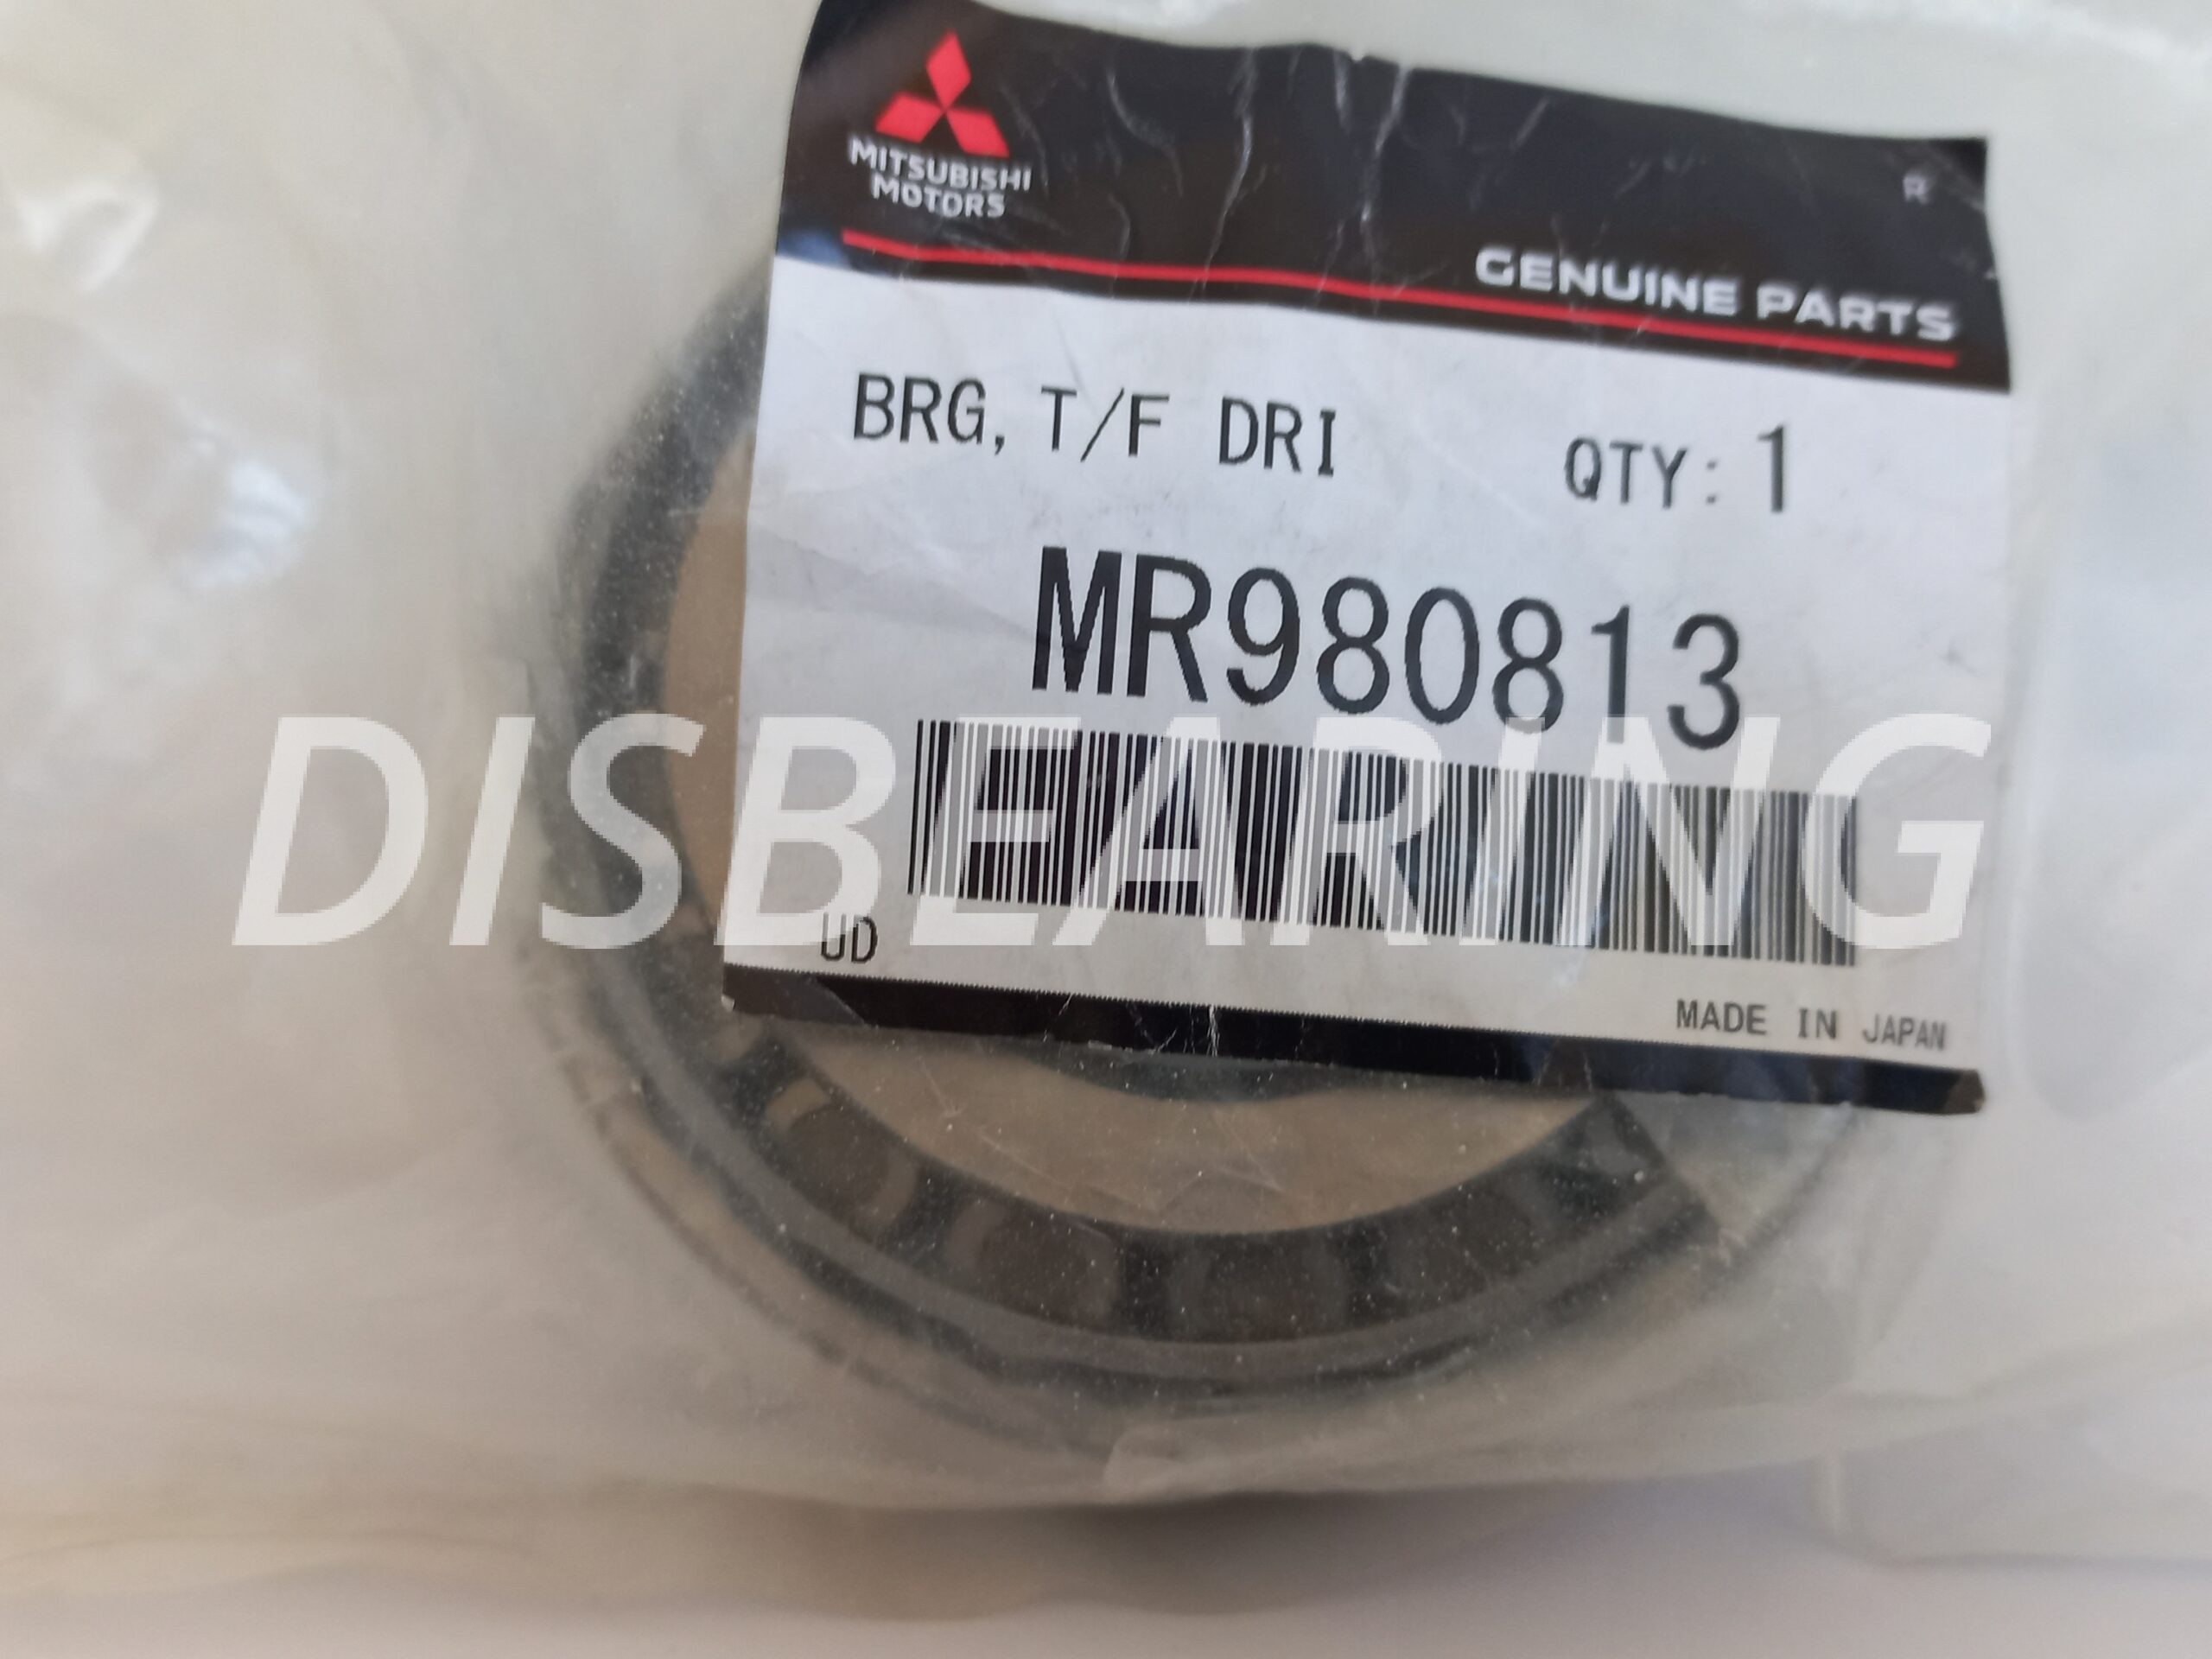 MITSUBISHI
MOTORS
R
GENUINE PARTS
BRG, T/F DRI QTY: 1
MR980813
DISBEARING
UD
MADE IN JAPAN